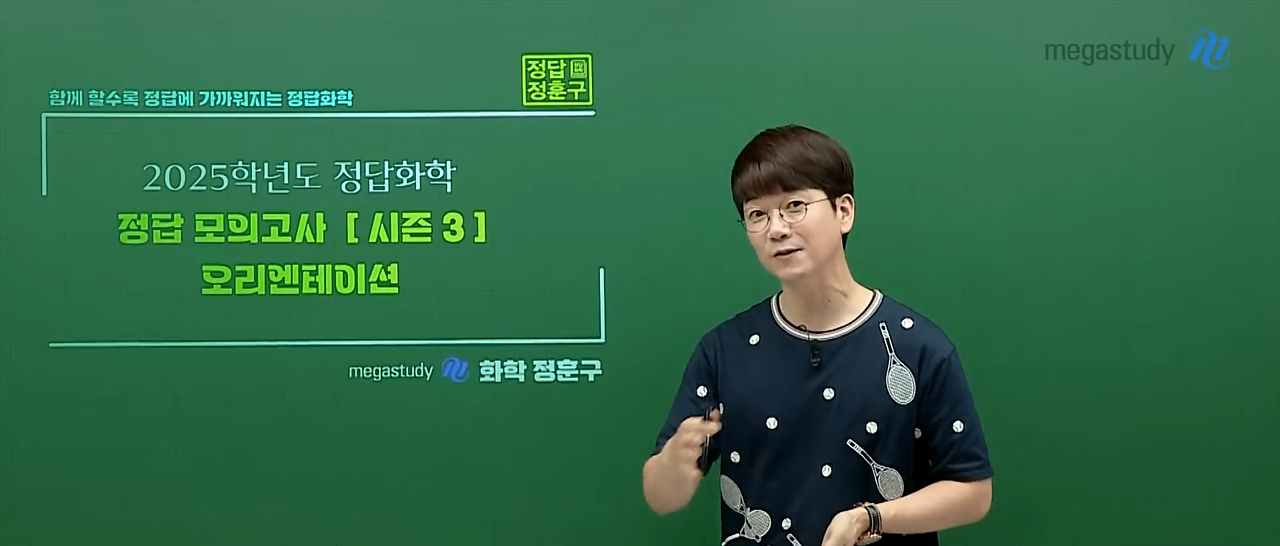 megastudy
정답
정훈구
함께 할수록 정답에 가까워지는 정답화학
2025학년도 정답화학
정답 모의고사 [ 시즌 3 ]
오리엔테이션
megastudy 화학 정훈구